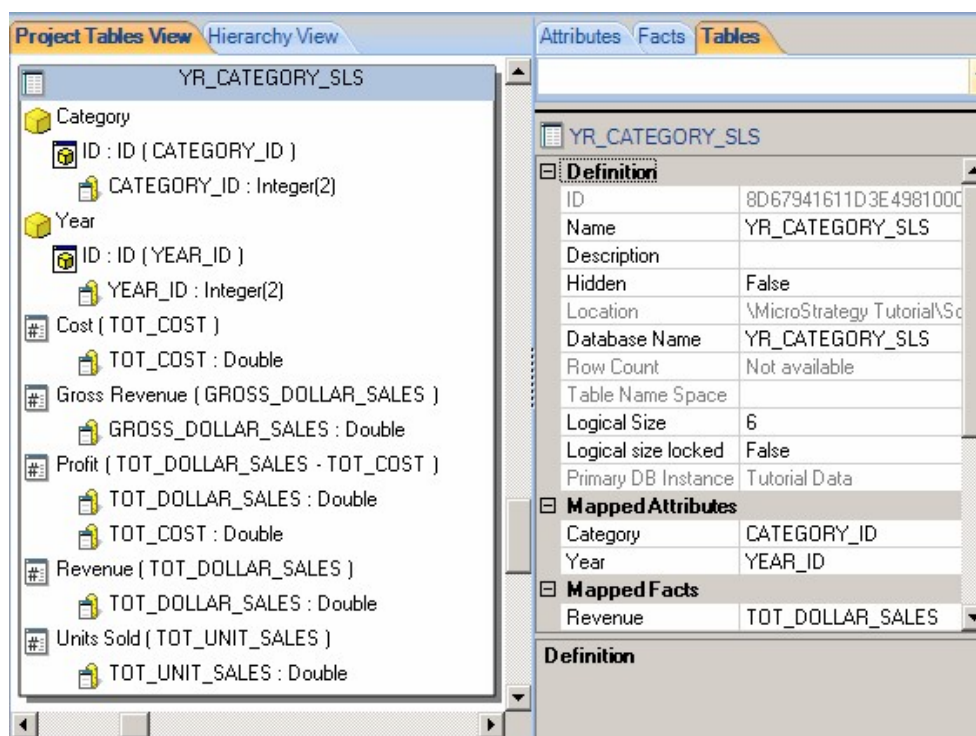 Project Tables View Hierarchy View
YR_CATEGORY_SLS
Category
ID : ID ( CATEGORY_ID )
CATEGORY_ID : Integer(2)
Year
ID : ID ( YEAR_ID )
YEAR_ID : Integer(2)
Cost ( TOT_COST )
TOT_COST : Double
Gross Revenue ( GROSS_DOLLAR_SALES )
GROSS_DOLLAR_SALES : Double
Profit ( TOT_DOLLAR_SALES - TOT_COST )
TOT_DOLLAR_SALES : Double
TOT_COST : Double
Revenue ( TOT_DOLLAR_SALES )
TOT_DOLLAR_SALES : Double
Units Sold ( TOT_UNIT_SALES )
TOT_UNIT_SALES : Double
Attributes Facts Tables
YR_CATEGORY_SLS
Definition
ID 8D67941611D3E4981000
Name YR_CATEGORY_SLS
Description
Hidden False
Location \MicroStrategy Tutorial\Sc
Database Name YR_CATEGORY_SLS
Row Count Not available
Table Name Space
Logical Size 6
Logical size locked False
Primary DB Instance Tutorial Data
Mapped Attributes
Category CATEGORY_ID
Year YEAR_ID
Mapped Facts
Revenue TOT_DOLLAR_SALES
Definition